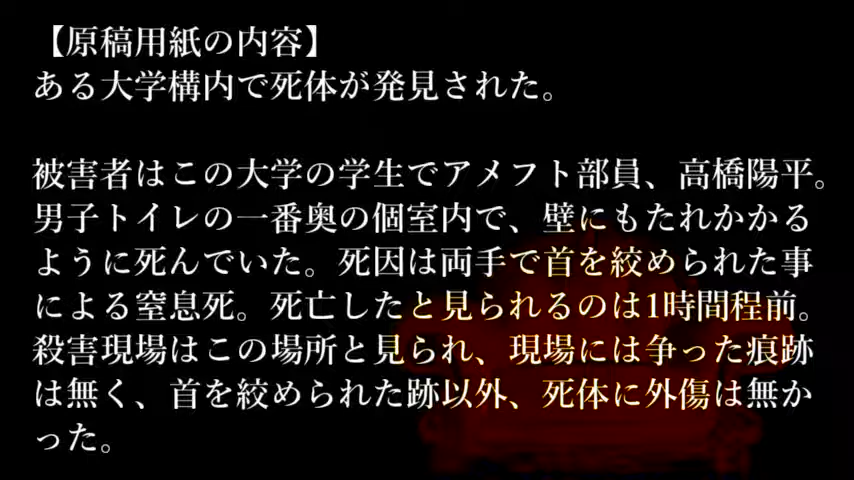 【原稿用紙の内容】
ある大学構内で死体が発見された。
被害者はこの大学の学生でアメフト部員、高橋陽平。
男子トイレの一番奥の個室内で、壁にもたれかかる
ように死んでいた。死因は両手で首を絞められた事
による窒息死。死亡したと見られるのは1時間程前。
殺害現場はこの場所と見られ、現場には争った痕跡
は無く、首を絞められた跡以外、死体に外傷は無か
った。